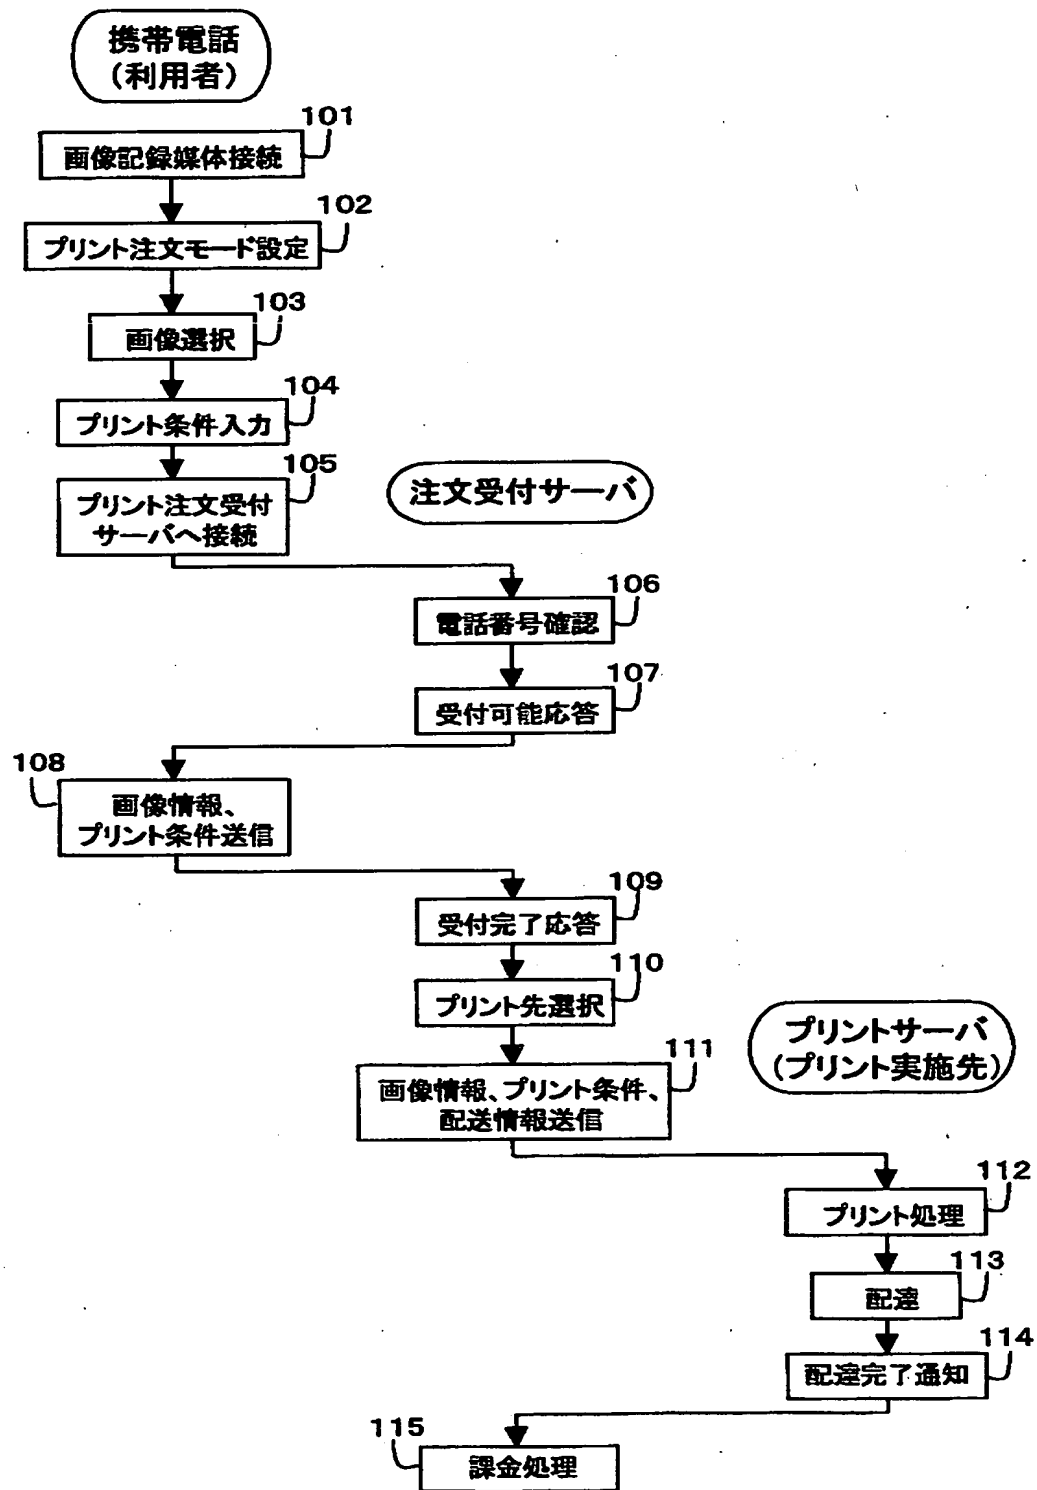 携帯電話
(利用者)
101
画像記録媒体接続
102
プリント注文モード設定
103
画像選択
104
プリント条件入力
105
プリント注文受付
サーバへ接続
注文受付サーバ
106
電話番号確認
107
受付可能応答
108
画像情報、
プリント条件送信
109
受付完了応答
110
プリント先選択
111
画像情報、プリント条件、
配送情報送信
プリントサーバ
(プリント実施先)
112
プリント処理
113
配達
114
配達完了通知
115
課金処理